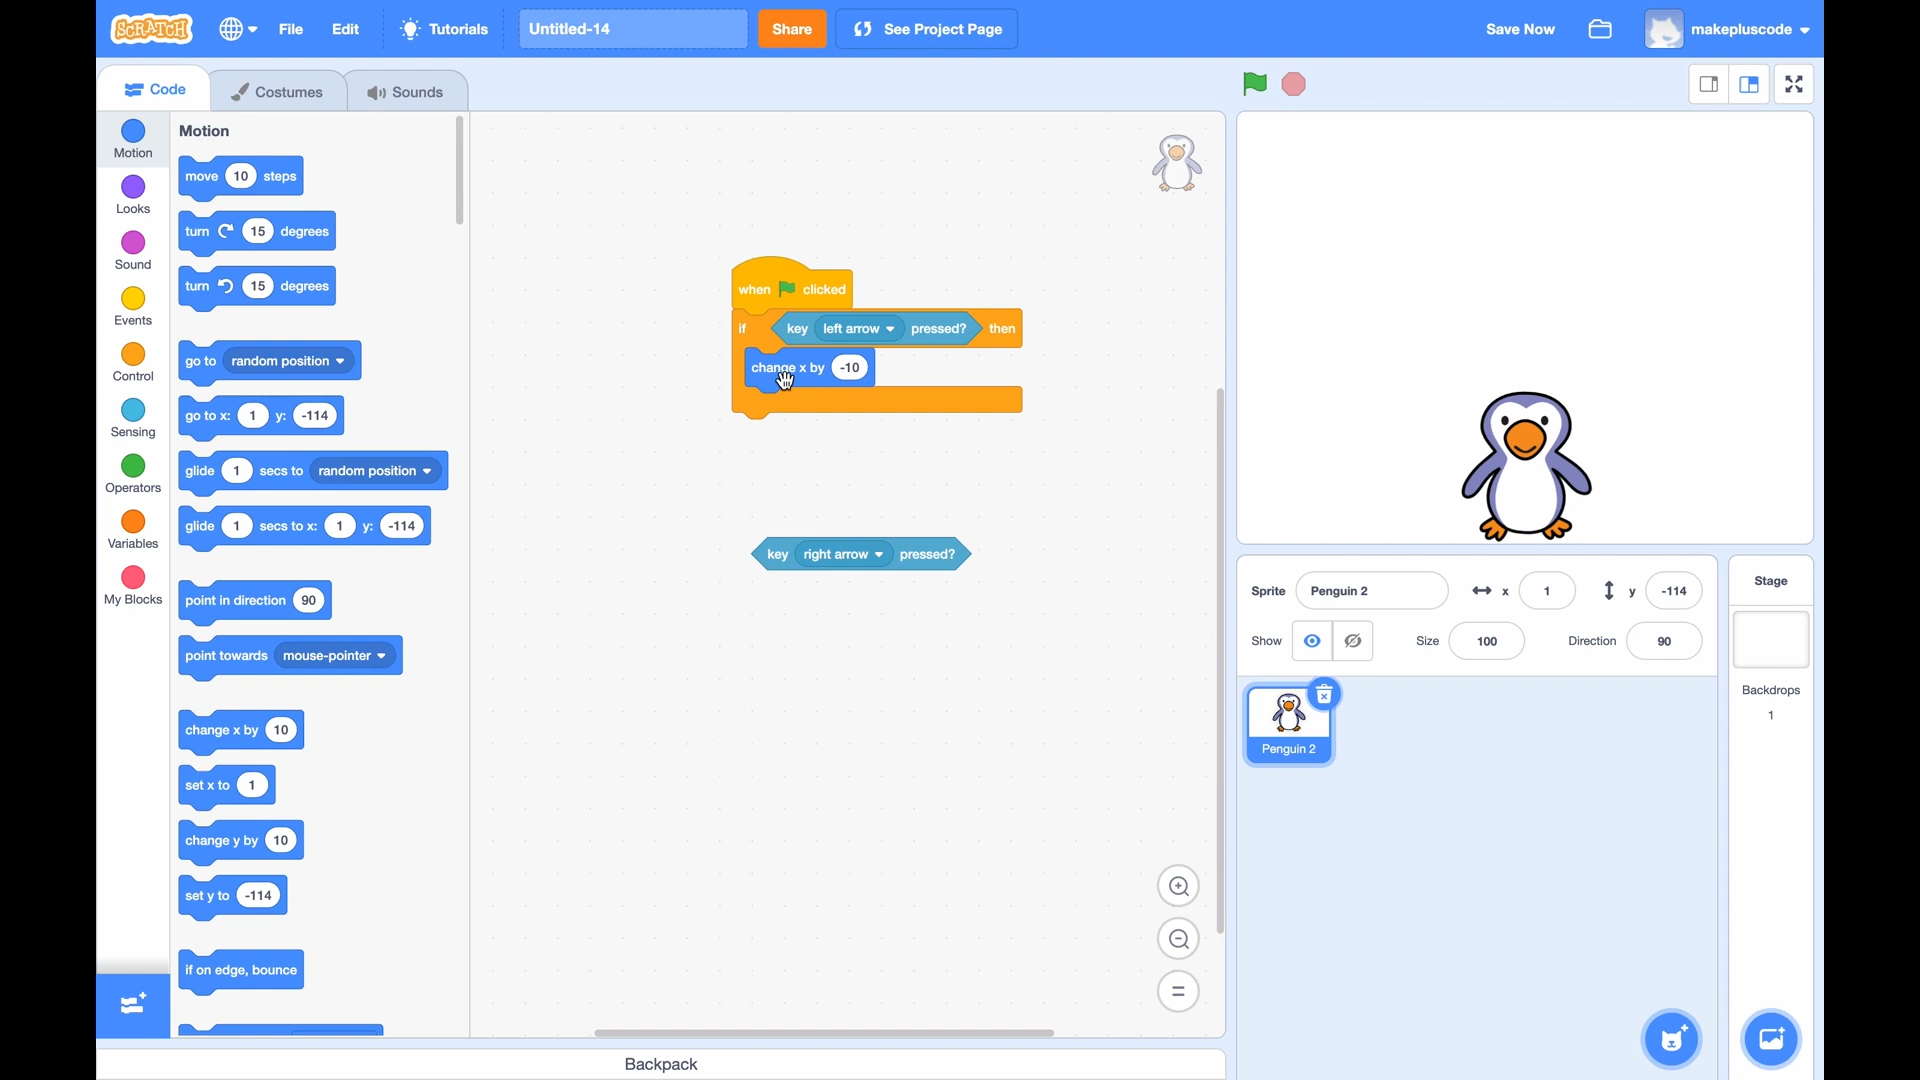 SCRATCH File Edit Tutorials Untitled-14 Share See Project Page Save Now makepluscode
Code Costumes Sounds
Motion
Looks
Sound
Events
Control
Sensing
Operators
Variables
My Blocks
Motion
move 10 steps
turn 15 degrees
turn 15 degrees
go to random position
go to x: 1 y: -114
glide 1 secs to random position
glide 1 secs to x: 1 y: -114
point in direction 90
point towards mouse-pointer
change x by 10
set x to 1
change y by 10
set y to -114
if on edge, bounce
when clicked
if key left arrow pressed? then
change x by -10
key right arrow pressed?
Backpack
Sprite Penguin 2 x 1 y -114
Show Size 100 Direction 90
Penguin 2
Stage
Backdrops
1